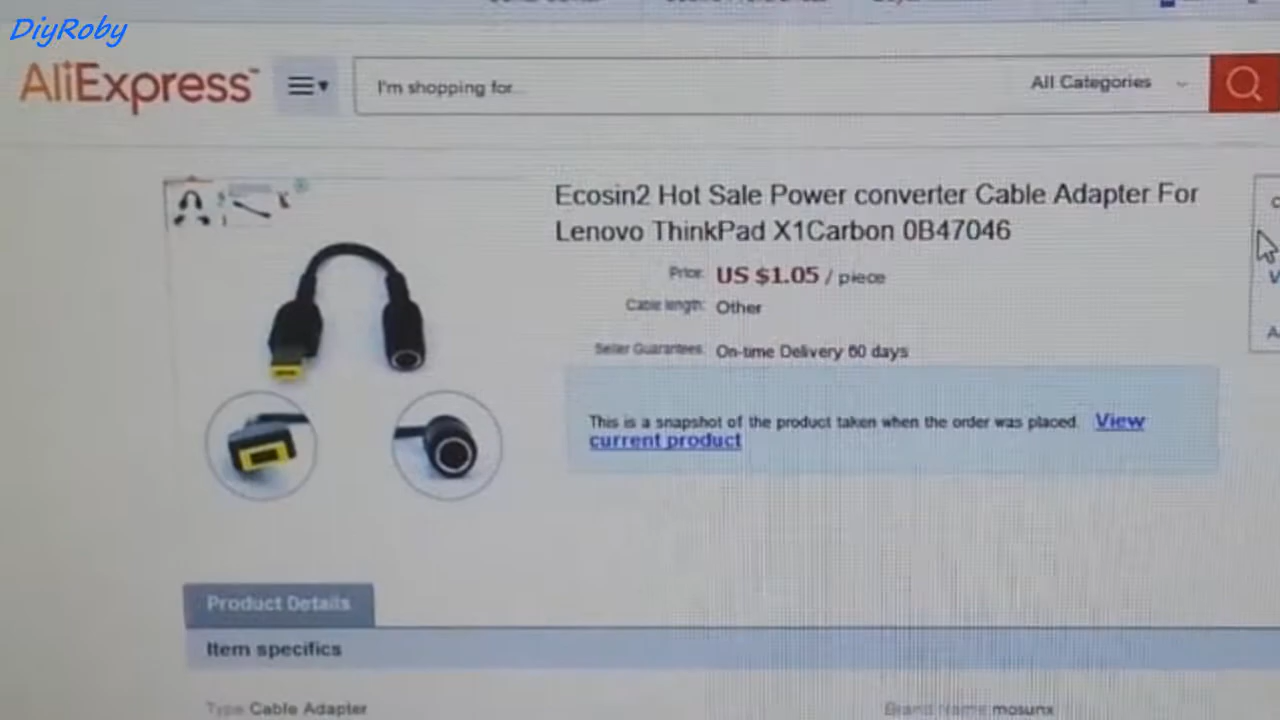 DiyRoby
AliExpress™
I'm shopping for...
All Categories
Ecosin2 Hot Sale Power converter Cable Adapter For
Lenovo ThinkPad X1Carbon 0B47046
Price: US $1.05 / piece
Cable length: Other
Seller Guarantees: On-time Delivery 60 days
This is a snapshot of the product taken when the order was placed. View
current product
Product Details
Item specifics
Type Cable Adapter
Brand Name mosunx